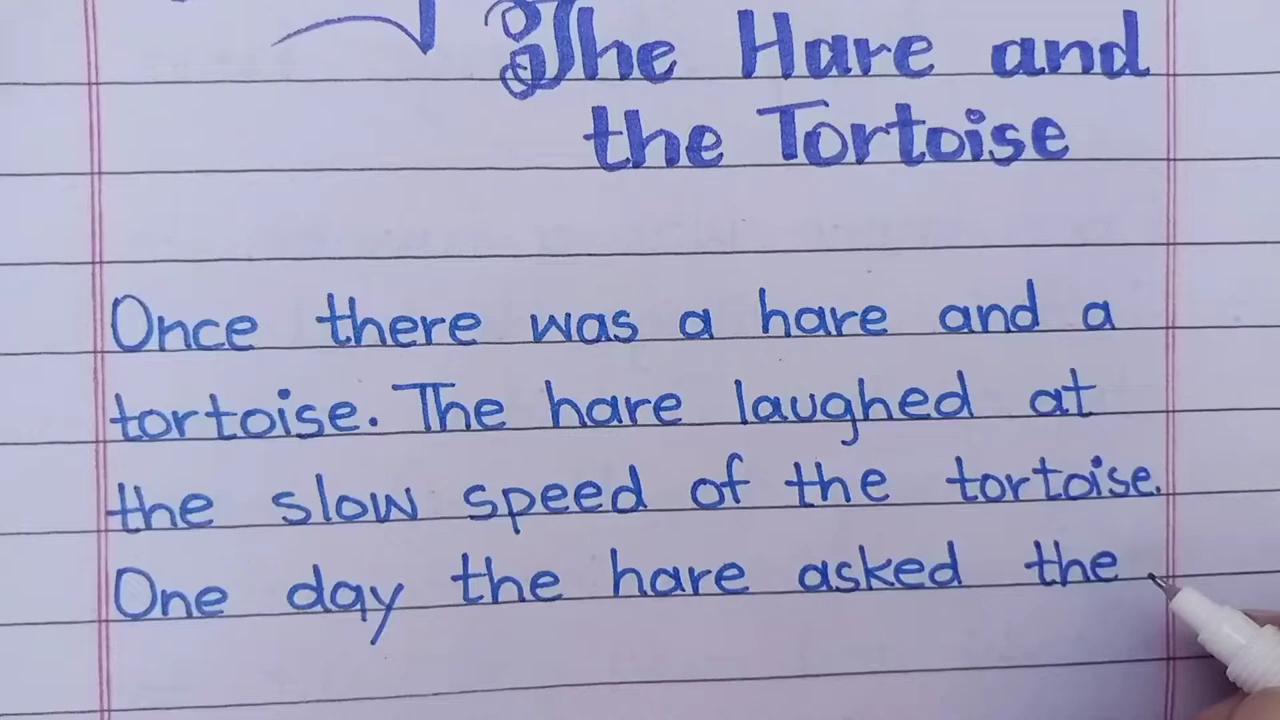 The Hare and
the Tortoise
Once there was a hare and a
tortoise. The hare laughed at
the slow speed of the tortoise.
One day the hare asked the